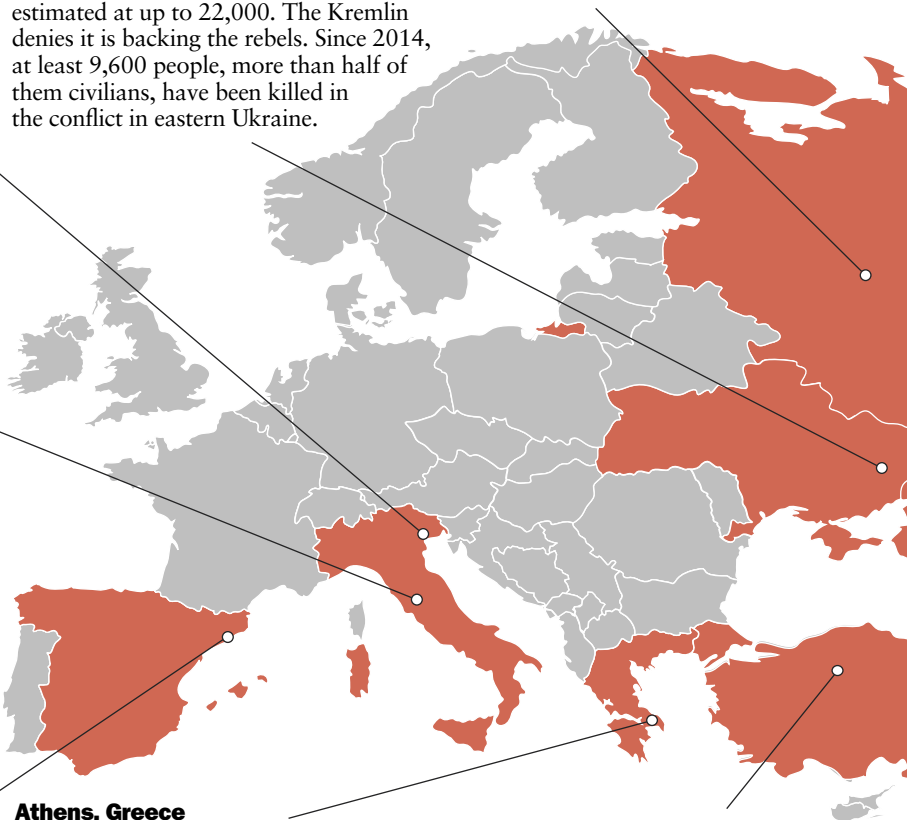 estimated at up to 22,000. The Kremlin
denies it is backing the rebels. Since 2014,
at least 9,600 people, more than half of
them civilians, have been killed in
the conflict in eastern Ukraine.
Athens, Greece